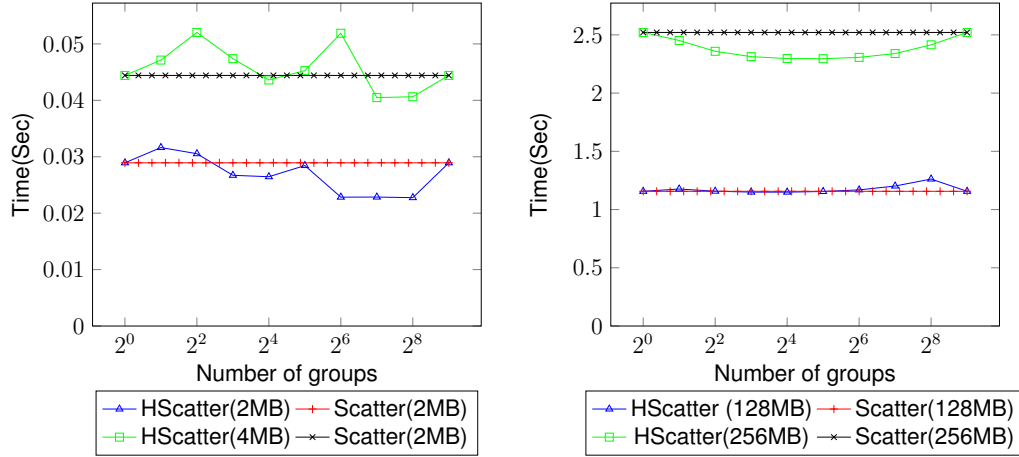 0.05
0.04
0.03
0.02
0.01
0
Time(Sec)
2^0 2^2 2^4 2^6 2^8
Number of groups
HScatter(2MB) Scatter(2MB)
HScatter(4MB) Scatter(2MB)
2.5
2
1.5
1
0.5
0
Time(Sec)
2^0 2^2 2^4 2^6 2^8
Number of groups
HScatter (128MB) Scatter(128MB)
HScatter(256MB) Scatter(256MB)